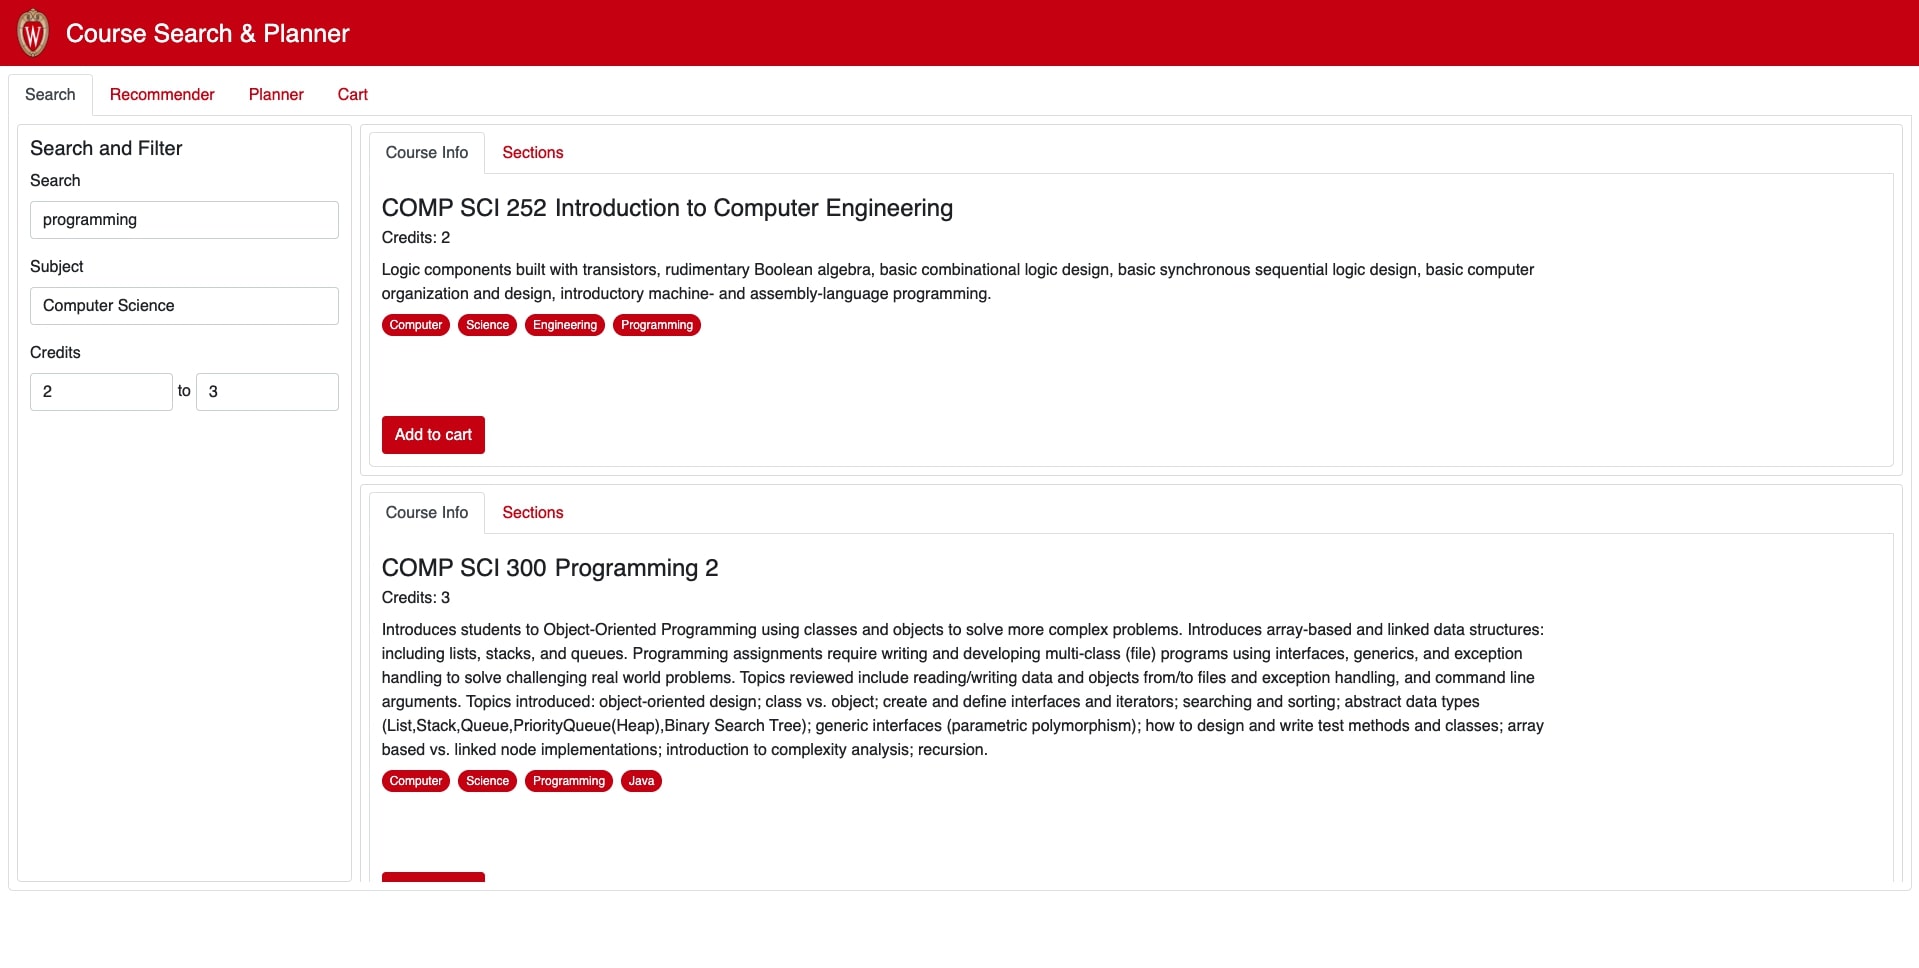 W
Course Search & Planner
Search
Recommender
Planner
Cart
Search and Filter
Search
programming
Subject
Computer Science
Credits
2 to 3
Course Info
Sections
COMP SCI 252 Introduction to Computer Engineering
Credits: 2
Logic components built with transistors, rudimentary Boolean algebra, basic combinational logic design, basic synchronous sequential logic design, basic computer
organization and design, introductory machine- and assembly-language programming.
Computer Science Engineering Programming
Add to cart
Course Info
Sections
COMP SCI 300 Programming 2
Credits: 3
Introduces students to Object-Oriented Programming using classes and objects to solve more complex problems. Introduces array-based and linked data structures:
including lists, stacks, and queues. Programming assignments require writing and developing multi-class (file) programs using interfaces, generics, and exception
handling to solve challenging real world problems. Topics reviewed include reading/writing data and objects from/to files and exception handling, and command line
arguments. Topics introduced: object-oriented design; class vs. object; create and define interfaces and iterators; searching and sorting; abstract data types
(List,Stack,Queue,PriorityQueue(Heap),Binary Search Tree); generic interfaces (parametric polymorphism); how to design and write test methods and classes; array
based vs. linked node implementations; introduction to complexity analysis; recursion.
Computer Science Programming Java